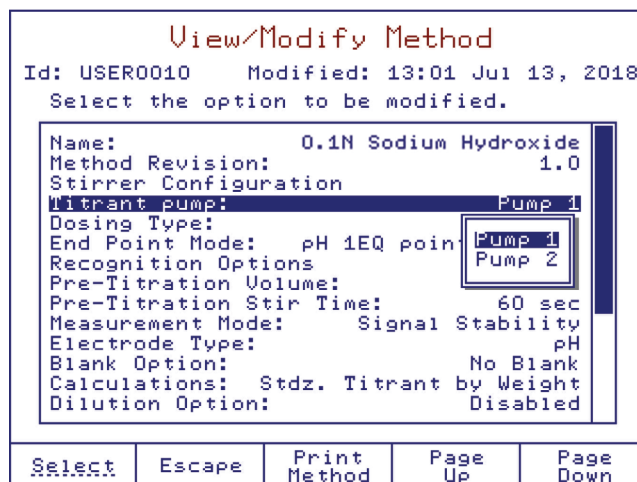 View/Modify Method
Id: USER0010 Modified: 13:01 Jul 13, 2018
Select the option to be modified.
Name: 0.1N Sodium Hydroxide
Method Revision: 1.0
Stirrer Configuration
Titrant pump: Pump 1
Dosing Type:
End Point Mode: pH 1EQ point
Pump 1
Pump 2
Recognition Options
Pre-Titration Volume:
Pre-Titration Stir Time: 60 sec
Measurement Mode: Signal Stability
Electrode Type: pH
Blank Option: No Blank
Calculations: Stdz. Titrant by Weight
Dilution Option: Disabled
Select Escape Print Method Page Up Page Down